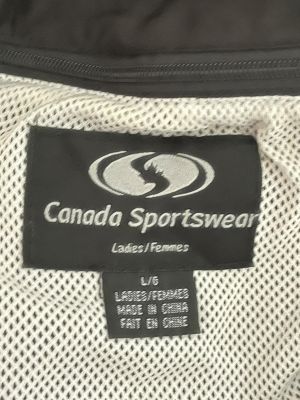 Canada Sportswear
Ladies/Femmes
L/G
LADIES/FEMMES
MADE IN CHINA
FAIT EN CHINE